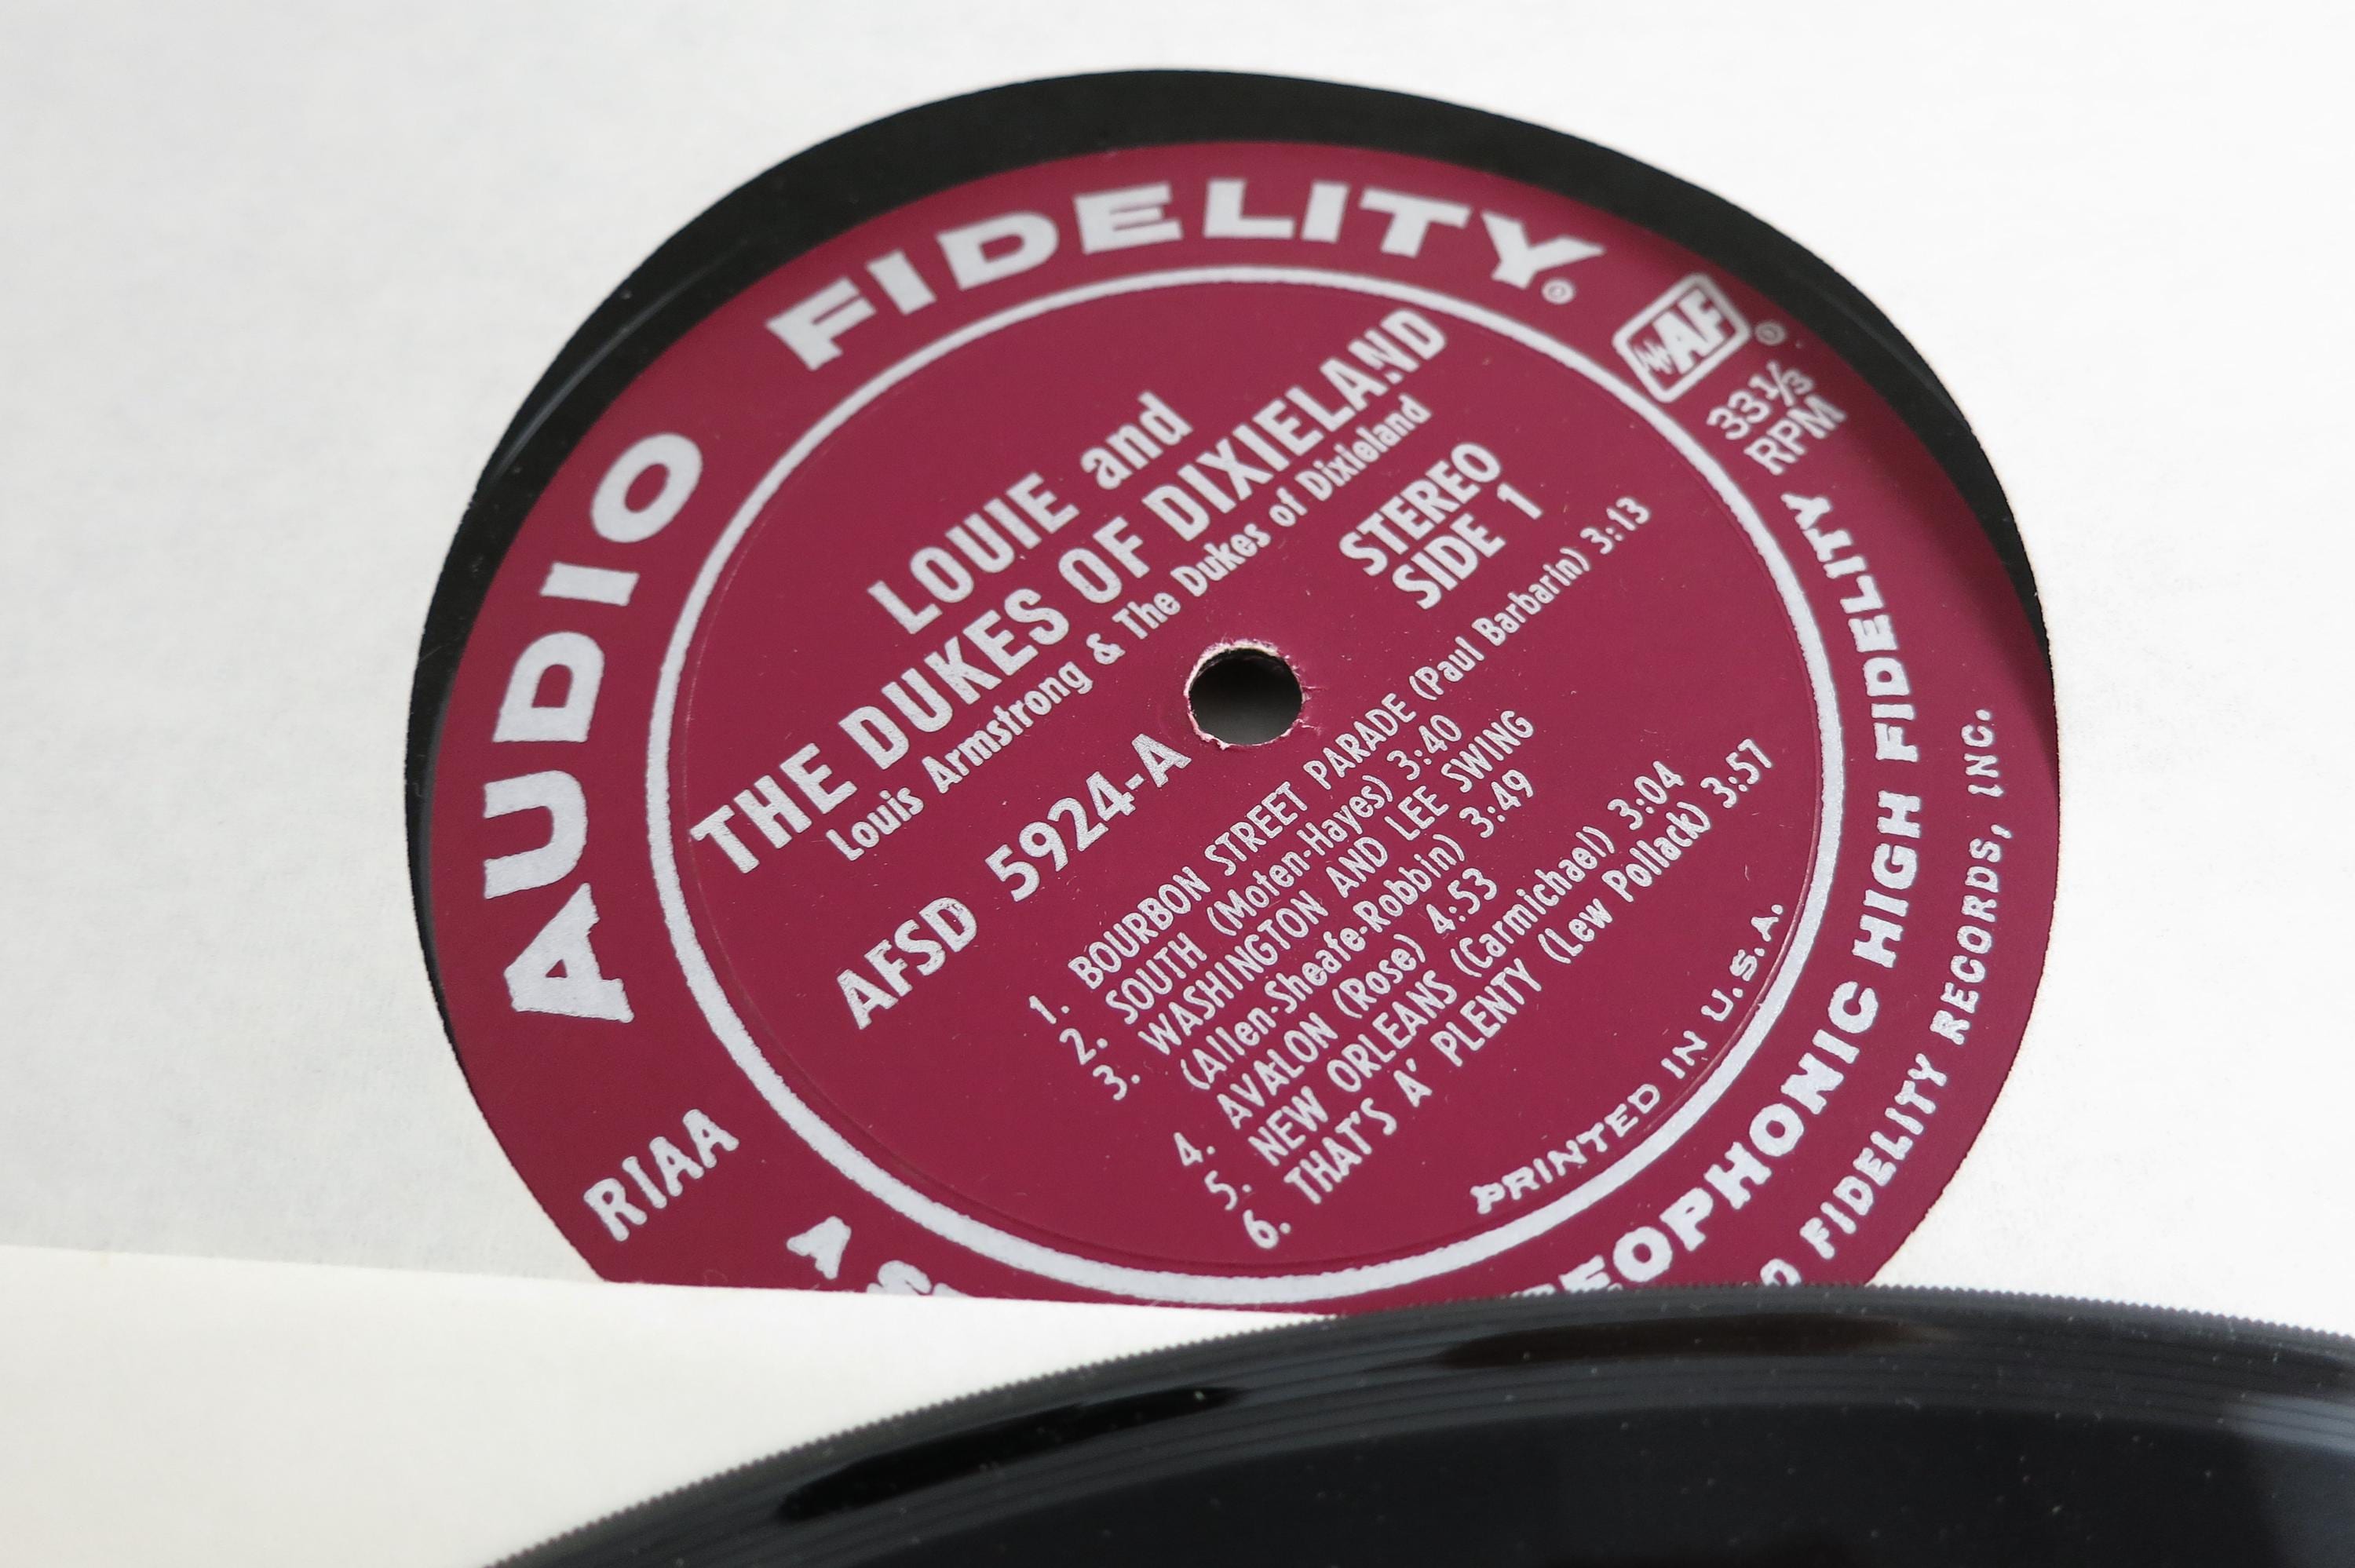 AUDIO FIDELITY®
AF®
33⅓
RPM
LOUIE and
THE DUKES OF DIXIELAND
Louis Armstrong & The Dukes of Dixieland
STEREO
SIDE 1
AFSD 5924-A
1. BOURBON STREET PARADE (Paul Barbarin) 3:13
2. SOUTH (Moten-Hayes) 3:40
3. WASHINGTON AND LEE SWING
(Allen-Sheafe-Robbin) 3:49
4. AVALON (Rose) 4:53
5. NEW ORLEANS (Carmichael) 3:04
6. THAT'S A' PLENTY (Lew Pollack) 3:57
PRINTED IN U.S.A.
RIAA
A
HIGH FIDELITY
FIDELITY RECORDS, INC.